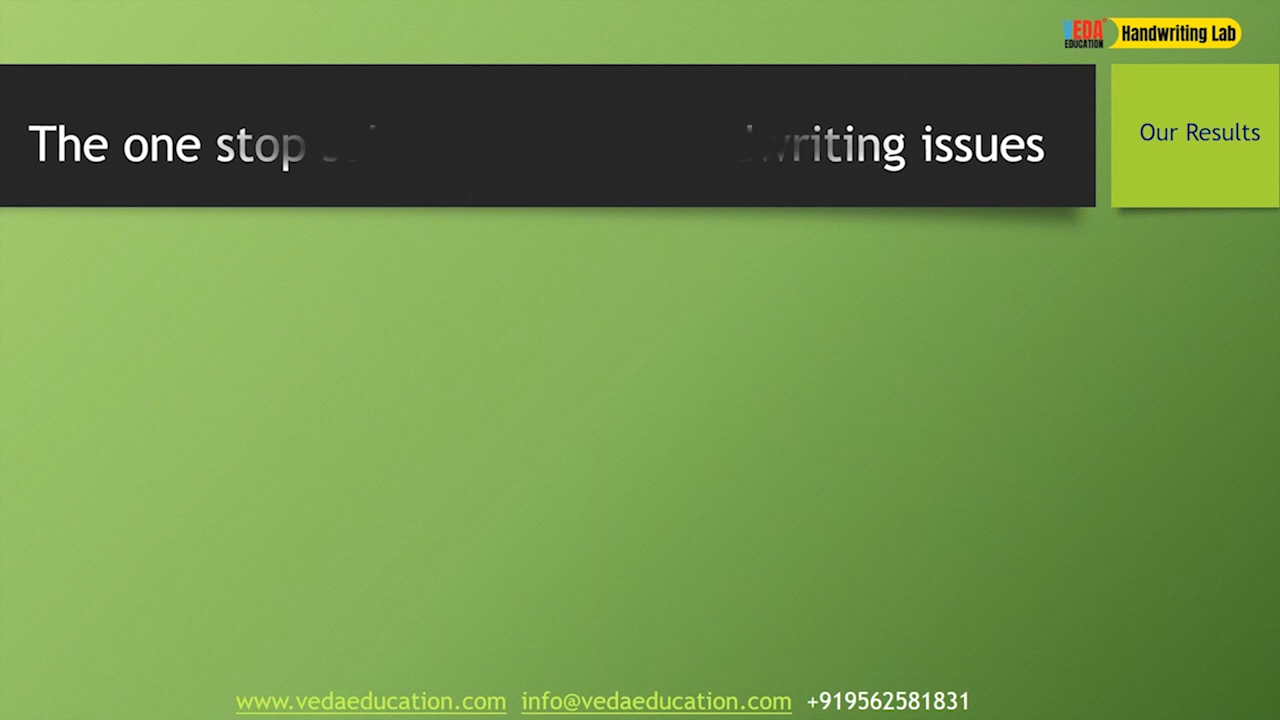 VEDA
EDUCATION
Handwriting Lab
The one stop writing issues
Our Results
www.vedaeducation.com info@vedaeducation.com +919562581831